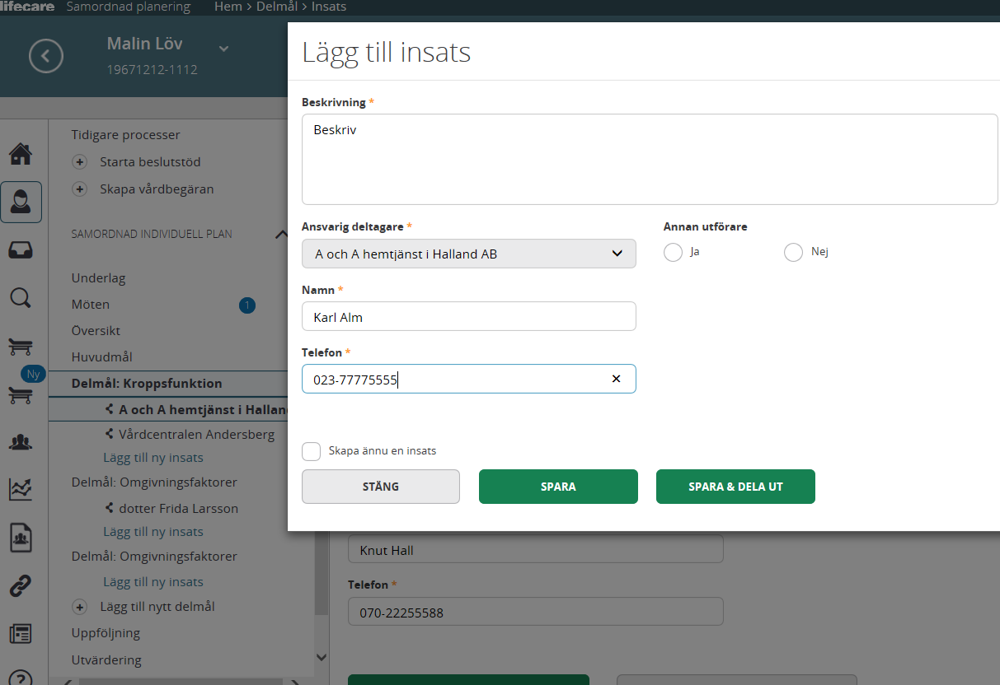 lifecare Samordnad planering Hem > Delmål > Insats
Malin Löv
19671212-1112
Tidigare processer
Starta beslutstöd
Skapa vårdbegäran
SAMORDNAD INDIVIDUELL PLAN
Underlag
Möten 1
Översikt
Huvudmål
Ny
Delmål: Kroppsfunktion
A och A hemtjänst i Hallan
Vårdcentralen Andersberg
Lägg till ny insats
Delmål: Omgivningsfaktorer
dotter Frida Larsson
Lägg till ny insats
Delmål: Omgivningsfaktorer
Lägg till ny insats
Lägg till nytt delmål
Uppföljning
Utvärdering
Lägg till insats
Beskrivning *
Beskriv
Ansvarig deltagare *
A och A hemtjänst i Halland AB
Annan utförare
Ja Nej
Namn *
Karl Alm
Telefon *
023-77775555
Skapa ännu en insats
STÄNG SPARA SPARA & DELA UT
Knut Hall
Telefon *
070-22255588